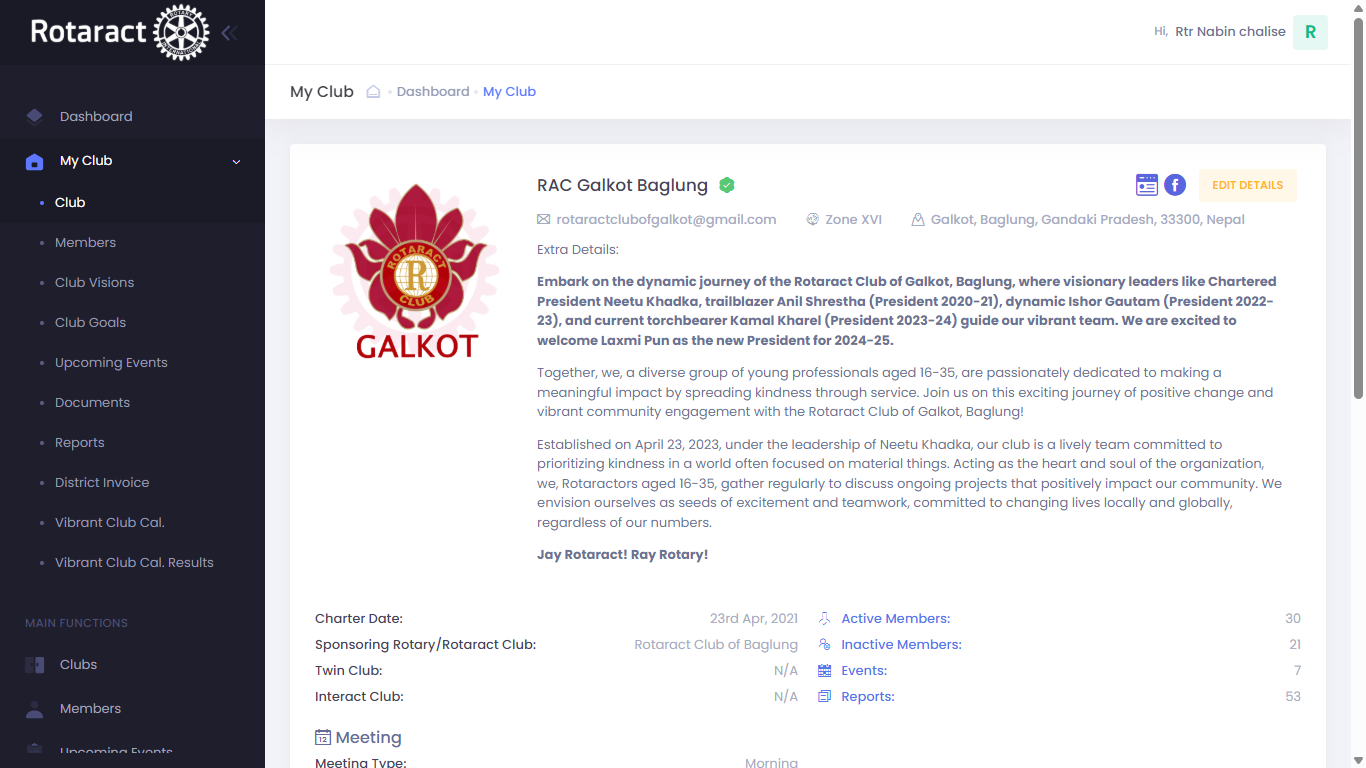 Rotaract
ROTARY
INTERNATIONAL
Hi, Rtr Nabin chalise R
My Club Dashboard My Club
Dashboard
My Club
Club
Members
Club Visions
Club Goals
Upcoming Events
Documents
Reports
District Invoice
Vibrant Club Cal.
Vibrant Club Cal. Results
MAIN FUNCTIONS
Clubs
Members
Upcoming Events
ROTARACT
R
CLUB
GALKOT
RAC Galkot Baglung
EDIT DETAILS
rotaractclubofgalkot@gmail.com Zone XVI Galkot, Baglung, Gandaki Pradesh, 33300, Nepal
Extra Details:
Embark on the dynamic journey of the Rotaract Club of Galkot, Baglung, where visionary leaders like Chartered
President Neetu Khadka, trailblazer Anil Shrestha (President 2020-21), dynamic Ishor Gautam (President 2022-
23), and current torchbearer Kamal Kharel (President 2023-24) guide our vibrant team. We are excited to
welcome Laxmi Pun as the new President for 2024-25.
Together, we, a diverse group of young professionals aged 16-35, are passionately dedicated to making a
meaningful impact by spreading kindness through service. Join us on this exciting journey of positive change and
vibrant community engagement with the Rotaract Club of Galkot, Baglung!
Established on April 23, 2023, under the leadership of Neetu Khadka, our club is a lively team committed to
prioritizing kindness in a world often focused on material things. Acting as the heart and soul of the organization,
we, Rotaractors aged 16-35, gather regularly to discuss ongoing projects that positively impact our community. We
envision ourselves as seeds of excitement and teamwork, committed to changing lives locally and globally,
regardless of our numbers.
Jay Rotaract! Ray Rotary!
Charter Date: 23rd Apr, 2021
Sponsoring Rotary/Rotaract Club: Rotaract Club of Baglung
Twin Club: N/A
Interact Club: N/A
Active Members: 30
Inactive Members: 21
Events: 7
Reports: 53
12 Meeting
Meeting Type: Morning